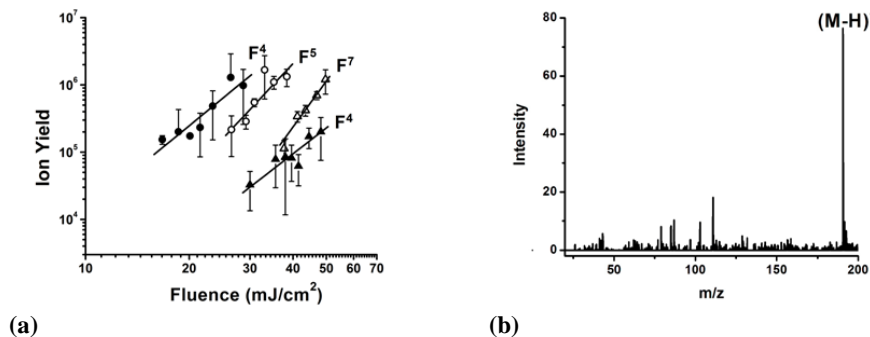 10^7
10^6
10^5
10^4
Ion Yield
F^4
F^5
F^7
F^4
10
20
30
40
50
60
70
Fluence (mJ/cm^2)
(a)
80
60
40
20
0
Intensity
(M-H)
50
100
150
200
m/z
(b)